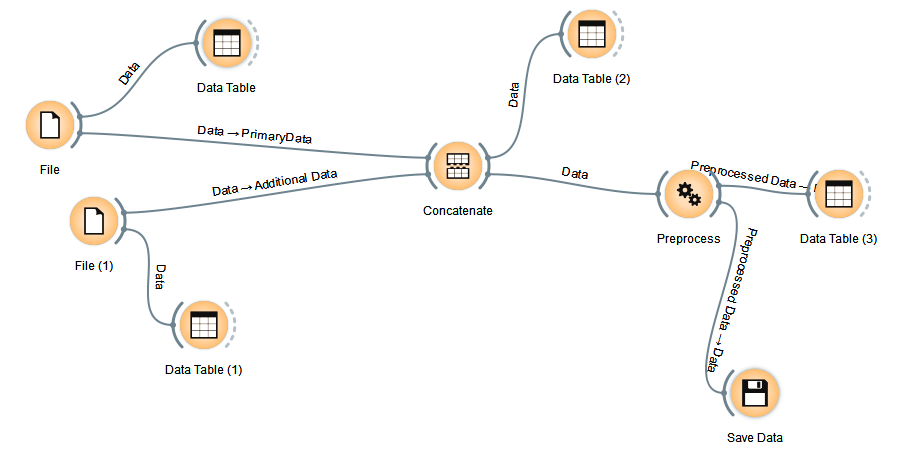 Data
Data Table
Data Table (2)
Data
File
Data → PrimaryData
Data → Additional Data
Concatenate
Data
Preprocessed Data →
Preprocess
Data Table (3)
File (1)
Data
Data Table (1)
Preprocessed Data → Data
Save Data